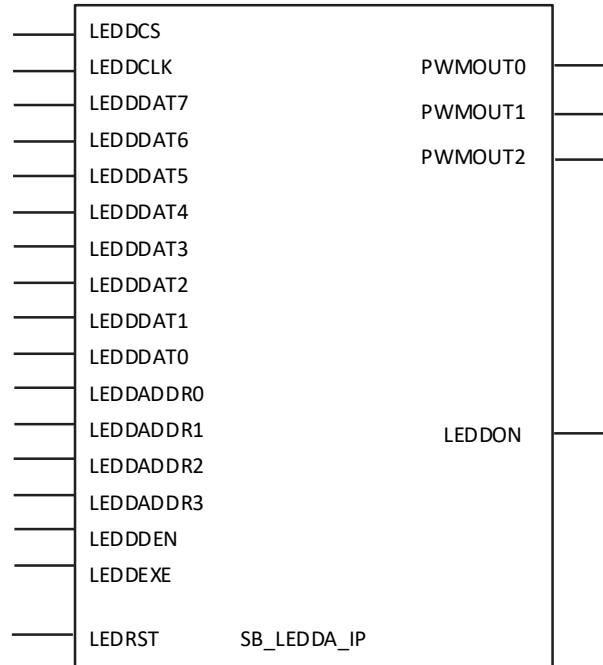 LEDDCS
LEDDCLK
PWMOUT0
LEDDDAT7
PWMOUT1
LEDDDAT6
PWMOUT2
LEDDDAT5
LEDDDAT4
LEDDDAT3
LEDDDAT2
LEDDDAT1
LEDDDAT0
LEDDADDR0
LEDDADDR1
LEDDON
LEDDADDR2
LEDDADDR3
LEDDDEN
LEDDEXE
LEDRST SB_LEDDA_IP